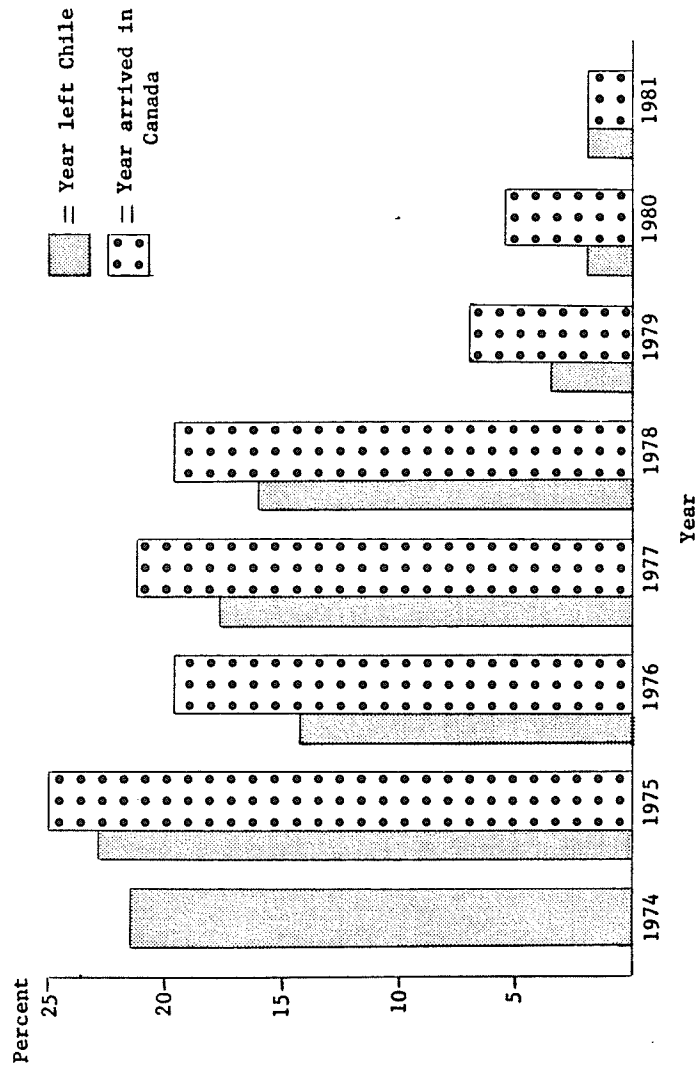 Percent
25
20
15
10
5
1974
1975
1976
1977
1978
1979
1980
1981
Year
= Year left Chile
= Year arrived in
Canada